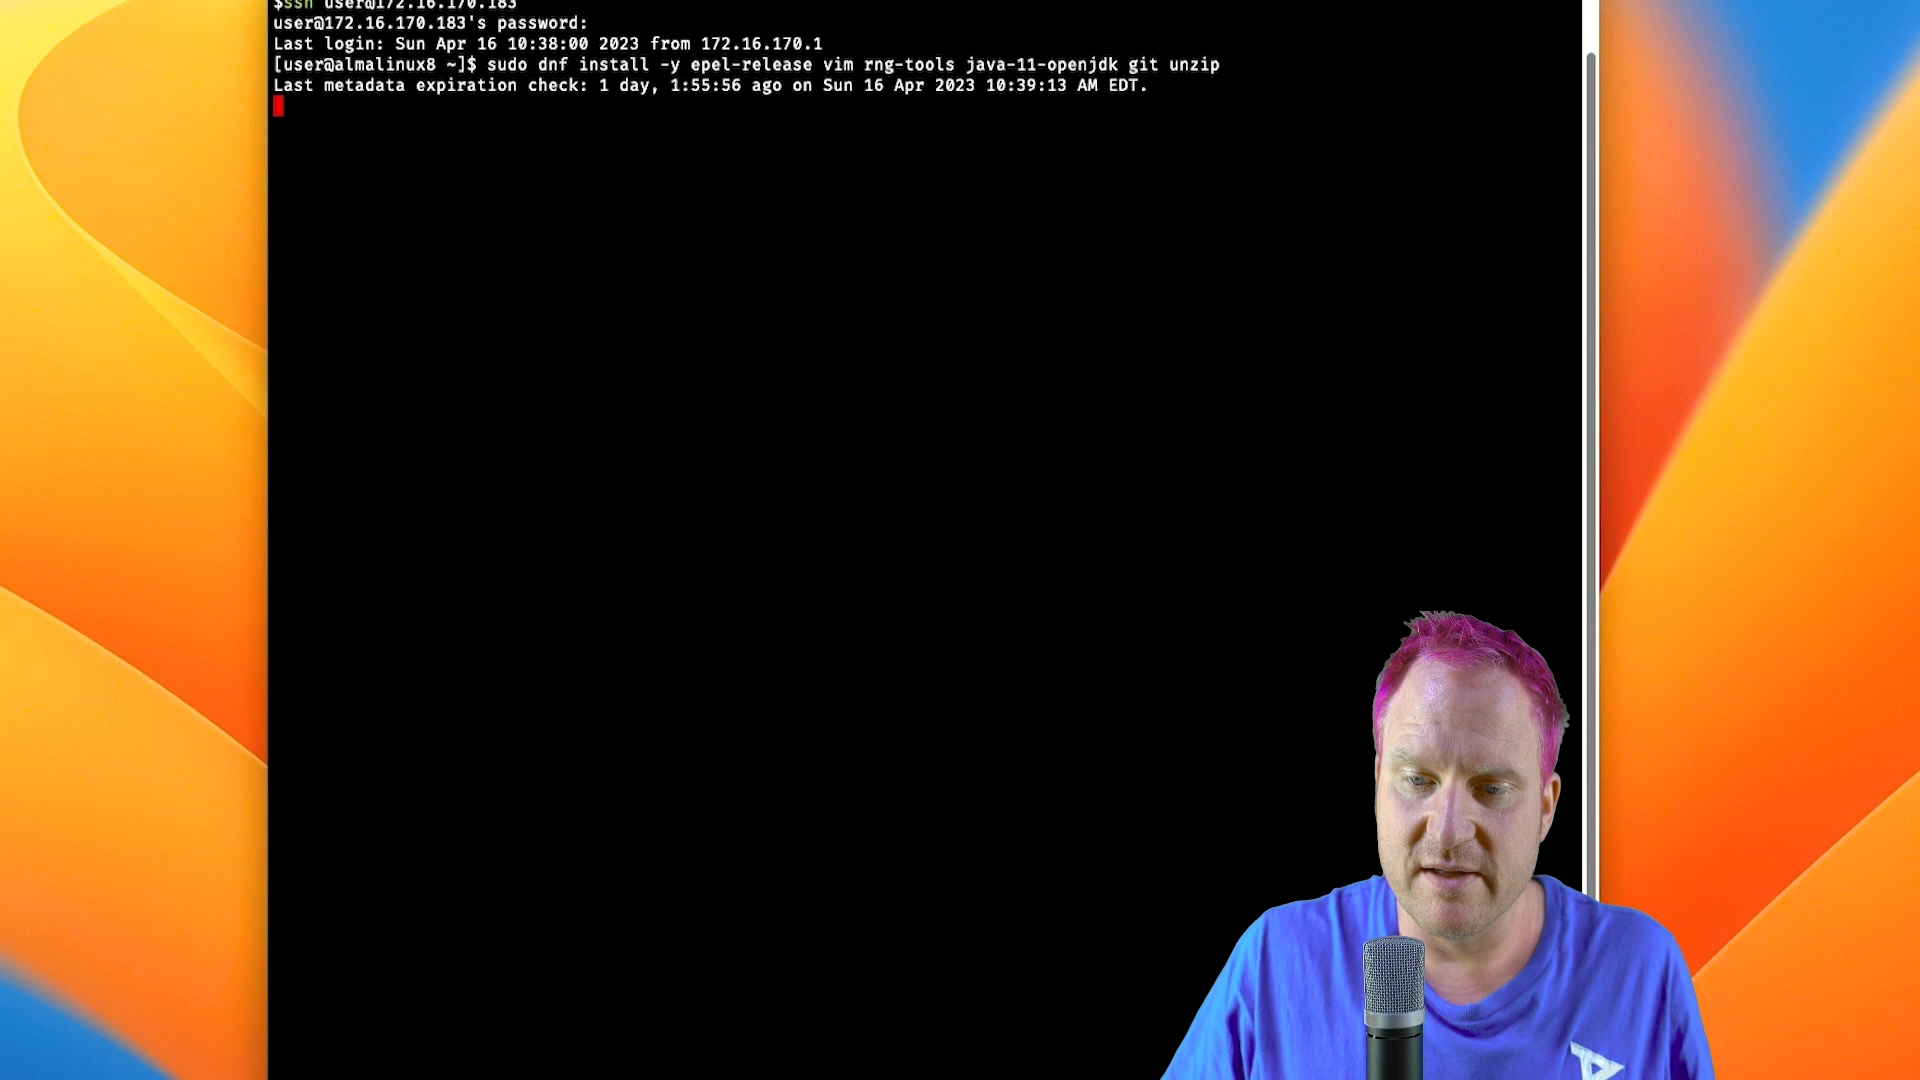 $ssh user@172.16.170.183
user@172.16.170.183's password:
Last login: Sun Apr 16 10:38:00 2023 from 172.16.170.1
[user@almalinux8 ~]$ sudo dnf install -y epel-release vim rng-tools java-11-openjdk git unzip
Last metadata expiration check: 1 day, 1:55:56 ago on Sun 16 Apr 2023 10:39:13 AM EDT.